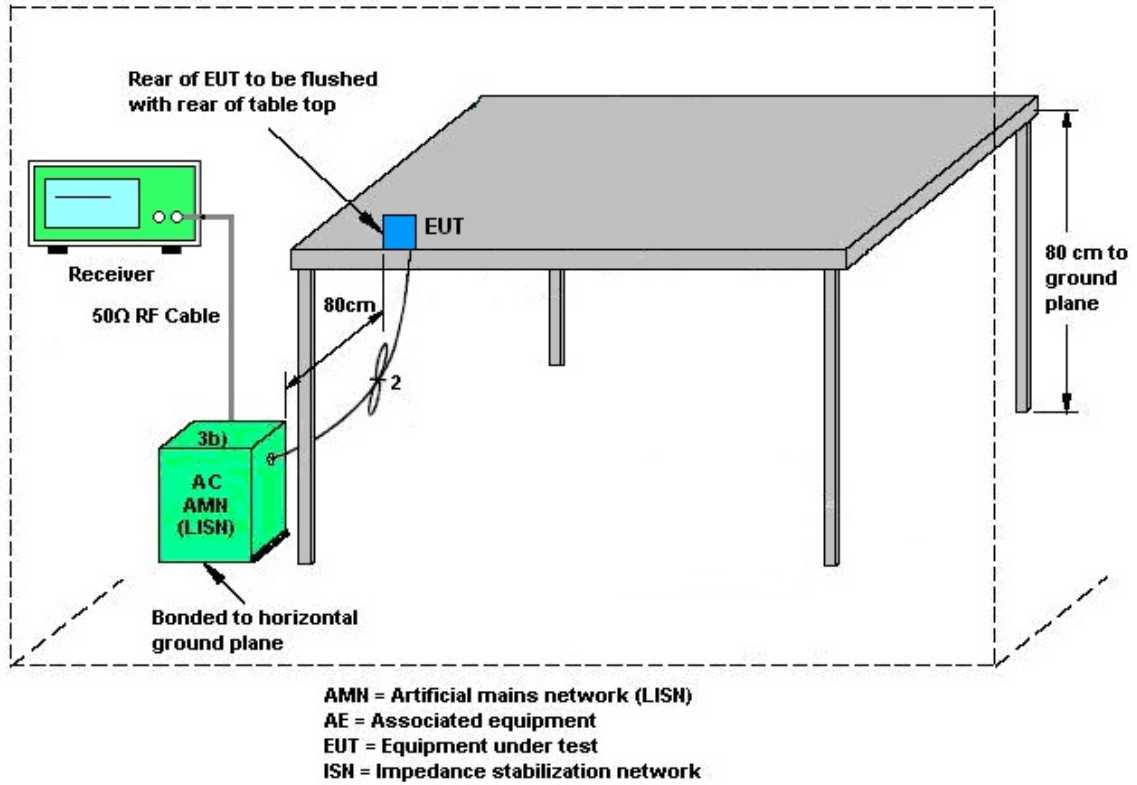 Rear of EUT to be flushed
with rear of table top
EUT
Receiver
50Ω RF Cable
80cm
2
80 cm to
ground
plane
3b)
AC
AMN
(LISN)
Bonded to horizontal
ground plane
AMN = Artificial mains network (LISN)
AE = Associated equipment
EUT = Equipment under test
ISN = Impedance stabilization network